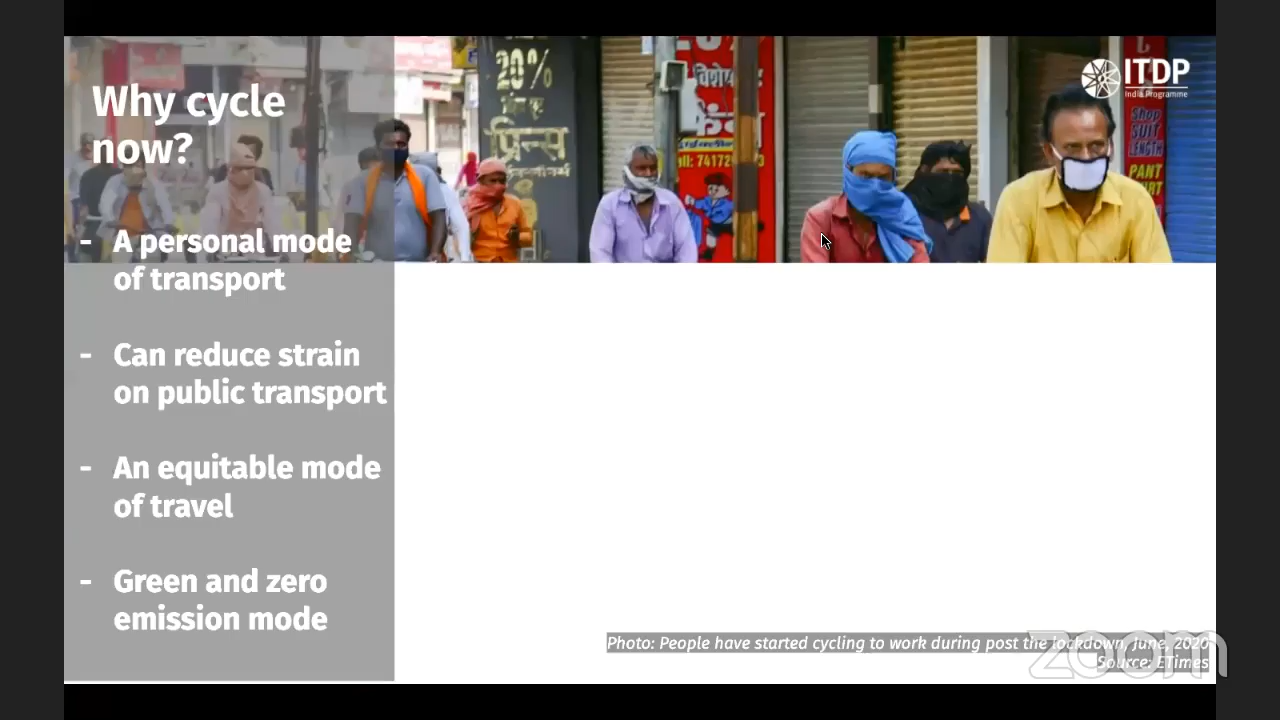 Why cycle
now?
- A personal mode
of transport
- Can reduce strain
on public transport
- An equitable mode
of travel
- Green and zero
emission mode
20%
प्रिन्स
विशेष
ITDP
India Programme
Shop
SUIT
LENGTH
PANT
Photo: People have started cycling to work during post the lockdown, June, 2020
Source: ETimes
zoom